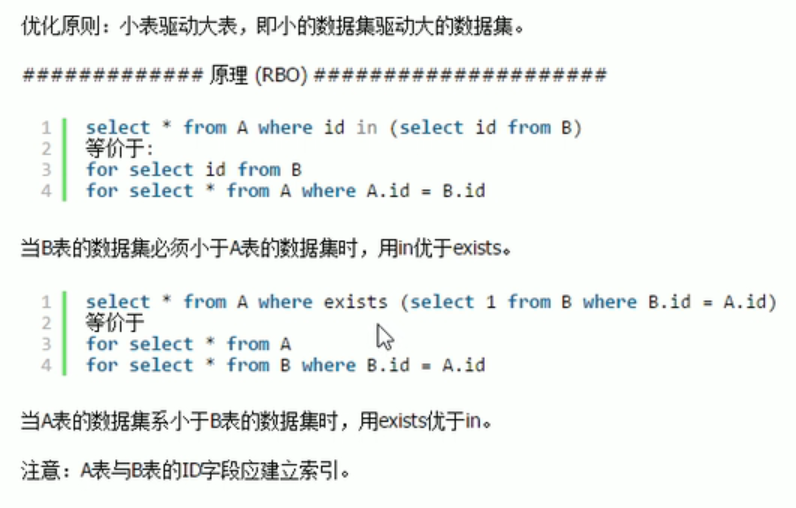 优化原则：小表驱动大表，即小的数据集驱动大的数据集。
############# 原理 (RBO) #####################
1 select * from A where id in (select id from B)
2 等价于:
3 for select id from B
4 for select * from A where A.id = B.id
当B表的数据集必须小于A表的数据集时，用in优于exists。
1 select * from A where exists (select 1 from B where B.id = A.id)
2 等价于
3 for select * from A
4 for select * from B where B.id = A.id
当A表的数据集系小于B表的数据集时，用exists优于in。
注意：A表与B表的ID字段应建立索引。